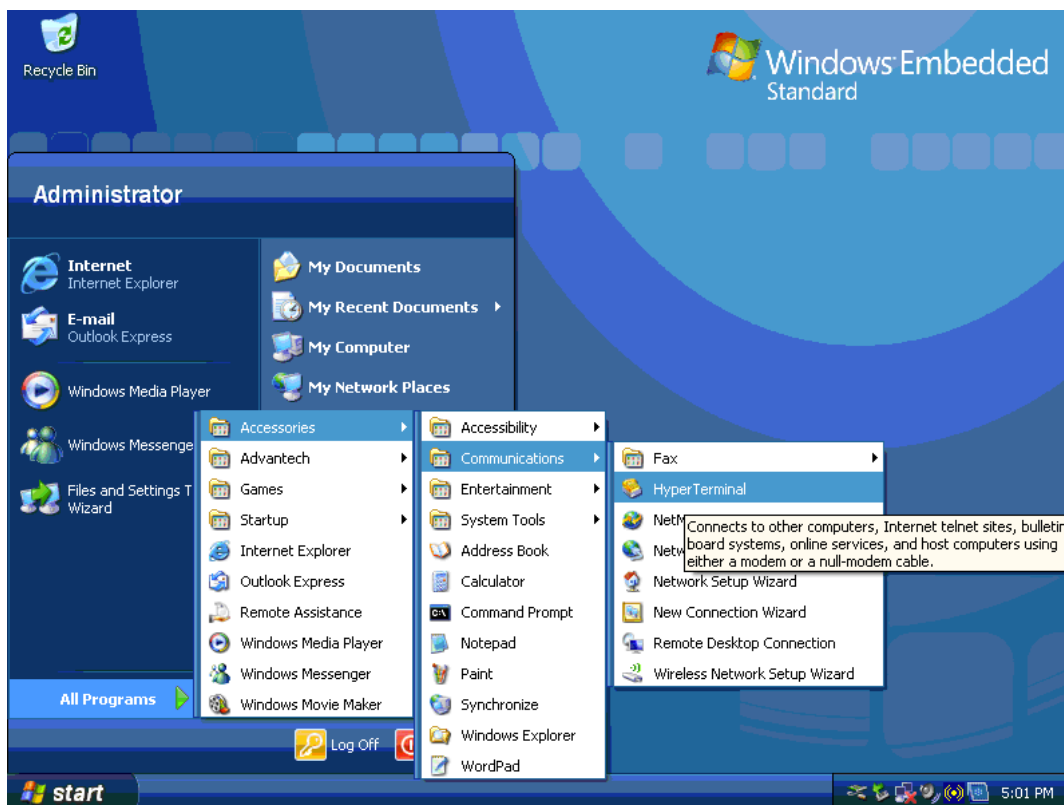 Recycle Bin
Windows Embedded
Standard
Administrator
Internet
Internet Explorer
E-mail
Outlook Express
Windows Media Player
Windows Messenge
Files and Settings T
Wizard
All Programs
My Documents
My Recent Documents
My Computer
My Network Places
Accessories
Advantech
Games
Startup
Internet Explorer
Outlook Express
Remote Assistance
Windows Media Player
Windows Messenger
Windows Movie Maker
Accessibility
Communications
Entertainment
System Tools
Address Book
Calculator
Command Prompt
Notepad
Paint
Synchronize
Windows Explorer
WordPad
Fax
HyperTerminal
Connects to other computers, Internet telnet sites, bulletin
board systems, online services, and host computers using
either a modem or a null-modem cable.
Network Setup Wizard
New Connection Wizard
Remote Desktop Connection
Wireless Network Setup Wizard
Log Off
start
5:01 PM